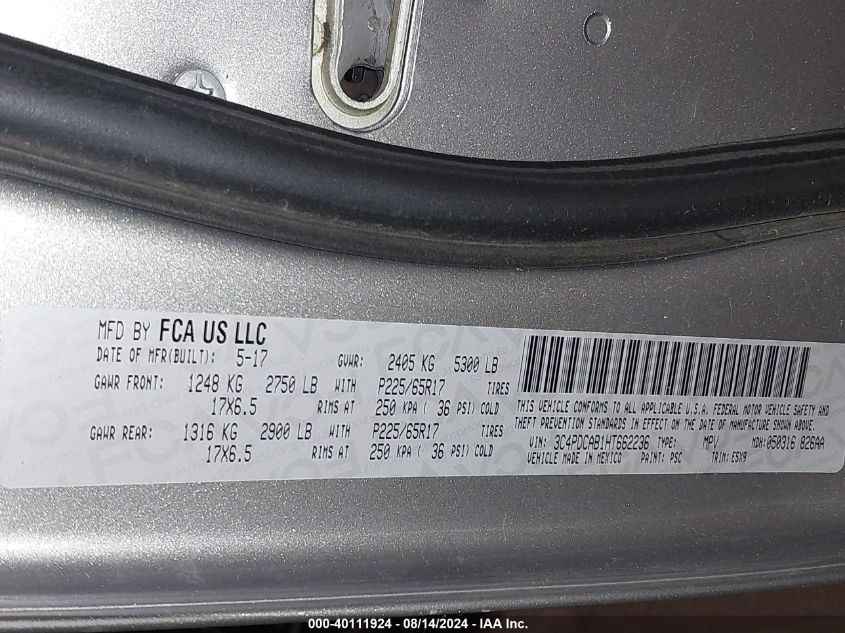 MFD BY FCA US LLC
DATE OF MFR(BUILT): 5-17 GVWR: 2405 KG 5300 LB
GAWR FRONT: 1248 KG 2750 LB WITH P225/65R17 TIRES
17X6.5 RIMS AT 250 KPA ( 36 PSI) COLD
GAWR REAR: 1316 KG 2900 LB WITH P225/65R17 TIRES
17X6.5 RIMS AT 250 KPA ( 36 PSI) COLD
THIS VEHICLE CONFORMS TO ALL APPLICABLE U.S.A. FEDERAL MOTOR VEHICLE SAFETY AND
THEFT PREVENTION STANDARDS IN EFFECT ON THE DATE OF MANUFACTURE SHOWN ABOVE
VIN: 3C4PDCAB1HT662236 TYPE: MPV MDH: 050316 826AA
VEHICLE MADE IN MEXICO PAINT: PSC TRIM: E5X9
000-40111924 - 08/14/2024 - IAA Inc.